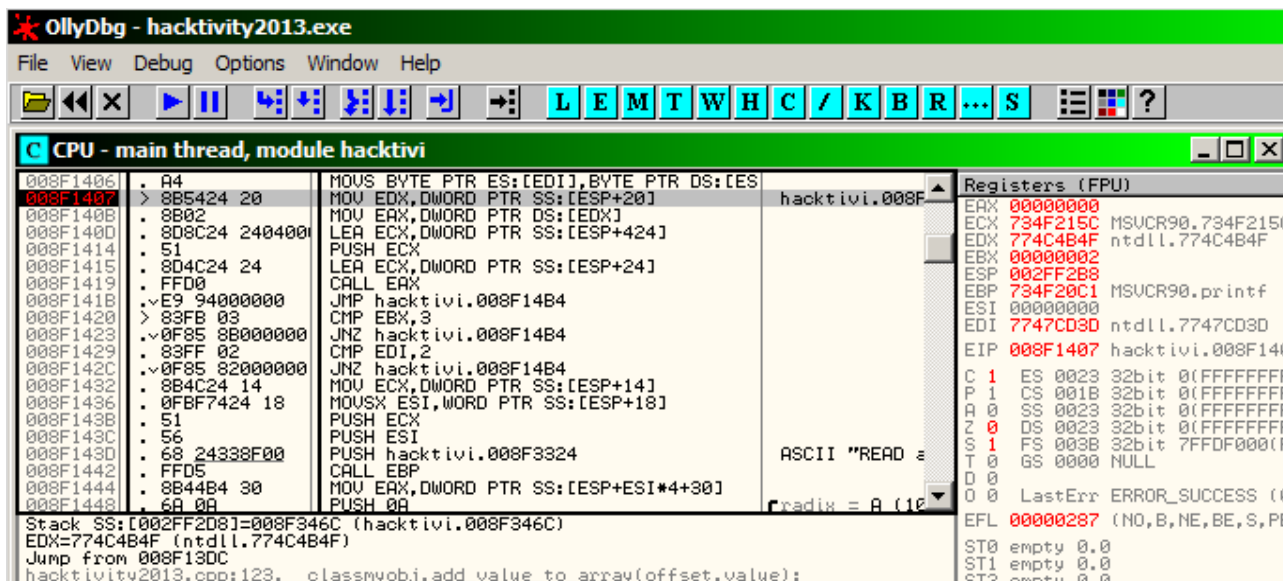 OllyDbg - hacktivity2013.exe
File View Debug Options Window Help
L E M T W H C / K B R ... S ?
C CPU - main thread, module hacktivi
008F1406 . A4 MOVS BYTE PTR ES:[EDI],BYTE PTR DS:[ES
008F1407 > 8B5424 20 MOV EDX,DWORD PTR SS:[ESP+20] hacktivi.008F
008F140B . 8B02 MOV EAX,DWORD PTR DS:[EDX]
008F140D . 8D8C24 240400 LEA ECX,DWORD PTR SS:[ESP+424]
008F1414 . 51 PUSH ECX
008F1415 . 8D4C24 24 LEA ECX,DWORD PTR SS:[ESP+24]
008F1419 . FFD0 CALL EAX
008F141B .vE9 94000000 JMP hacktivi.008F14B4
008F1420 > 83FB 03 CMP EBX,3
008F1423 .v0F85 8B000000 JNZ hacktivi.008F14B4
008F1429 . 83FF 02 CMP EDI,2
008F142C .v0F85 82000000 JNZ hacktivi.008F14B4
008F1432 . 8B4C24 14 MOV ECX,DWORD PTR SS:[ESP+14]
008F1436 . 0FBF7424 18 MOVSX ESI,WORD PTR SS:[ESP+18]
008F143B . 51 PUSH ECX
008F143C . 56 PUSH ESI
008F143D . 68 24338F00 PUSH hacktivi.008F3324 ASCII "READ a
008F1442 . FFD5 CALL EBP
008F1444 . 8B44B4 30 MOV EAX,DWORD PTR SS:[ESP+ESI*4+30]
008F1448 . 6A 0A PUSH 0A radix = A (10
Stack SS:[002FF2D8]=008F346C (hacktivi.008F346C)
EDX=774C4B4F (ntdll.774C4B4F)
Jump from 008F13DC
hacktivity2013.cpp:123. classmyobj.add_value_to_array(offset,value);
Registers (FPU)
EAX 00000000
ECX 734F215C MSVCR90.734F215C
EDX 774C4B4F ntdll.774C4B4F
EBX 00000002
ESP 002FF2B8
EBP 734F20C1 MSVCR90.printf
ESI 00000000
EDI 7747CD3D ntdll.7747CD3D
EIP 008F1407 hacktivi.008F140
C 1 ES 0023 32bit 0(FFFFFFFF
P 1 CS 001B 32bit 0(FFFFFFFF
A 0 SS 0023 32bit 0(FFFFFFFF
Z 0 DS 0023 32bit 0(FFFFFFFF
S 1 FS 003B 32bit 7FFDF000(F
T 0 GS 0000 NULL
D 0
O 0 LastErr ERROR_SUCCESS (0
EFL 00000287 (NO,B,NE,BE,S,PE
ST0 empty 0.0
ST1 empty 0.0
ST2 empty 0.0